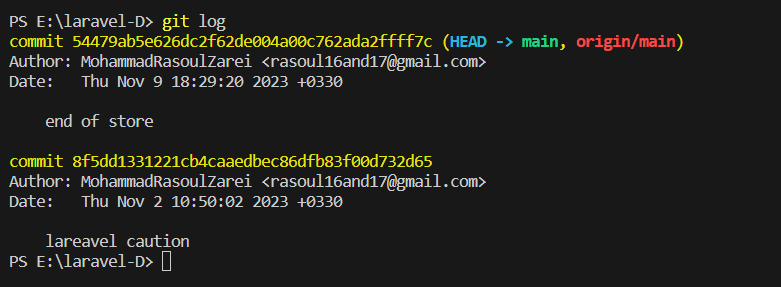 PS E:\laravel-D> git log
commit 54479ab5e626dc2f62de004a00c762ada2ffff7c (HEAD -> main, origin/main)
Author: MohammadRasoulZarei <rasoul16and17@gmail.com>
Date:   Thu Nov 9 18:29:20 2023 +0330
    end of store
commit 8f5dd1331221cb4caaedbec86dfb83f00d732d65
Author: MohammadRasoulZarei <rasoul16and17@gmail.com>
Date:   Thu Nov 2 10:50:02 2023 +0330
    lareavel caution
PS E:\laravel-D>